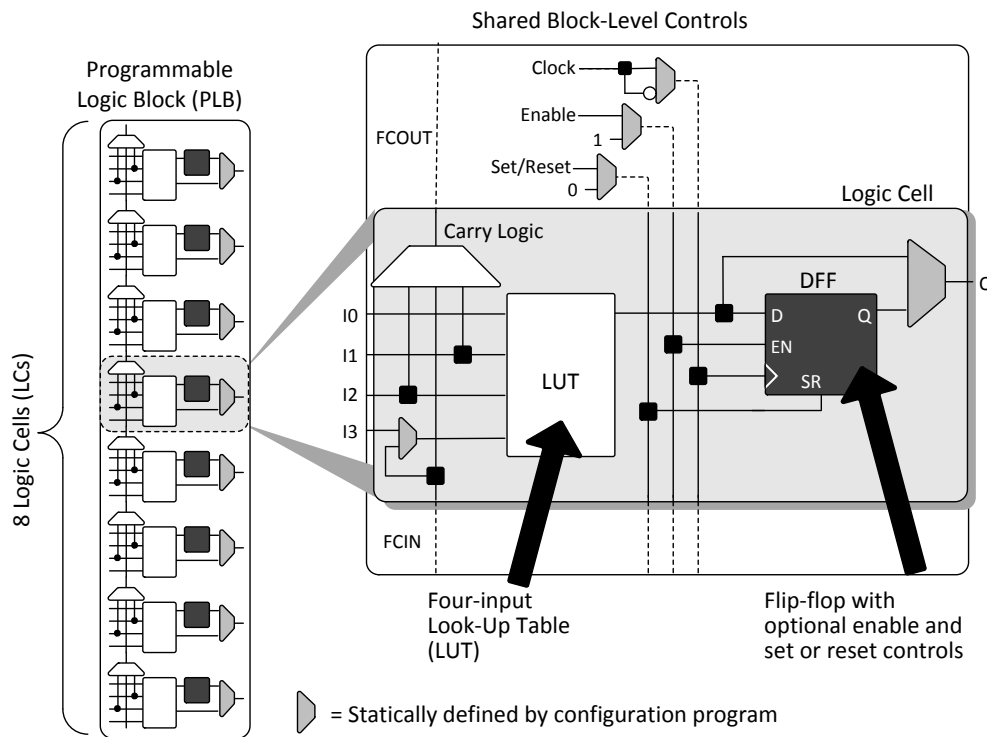 Shared Block-Level Controls
Programmable
Logic Block (PLB)
8 Logic Cells (LCs)
Clock
Enable
1
Set/Reset
0
FCOUT
Logic Cell
Carry Logic
I0
I1
I2
I3
LUT
DFF
D
Q
EN
SR
O
FCIN
Four-input
Look-Up Table
(LUT)
Flip-flop with
optional enable and
set or reset controls
= Statically defined by configuration program